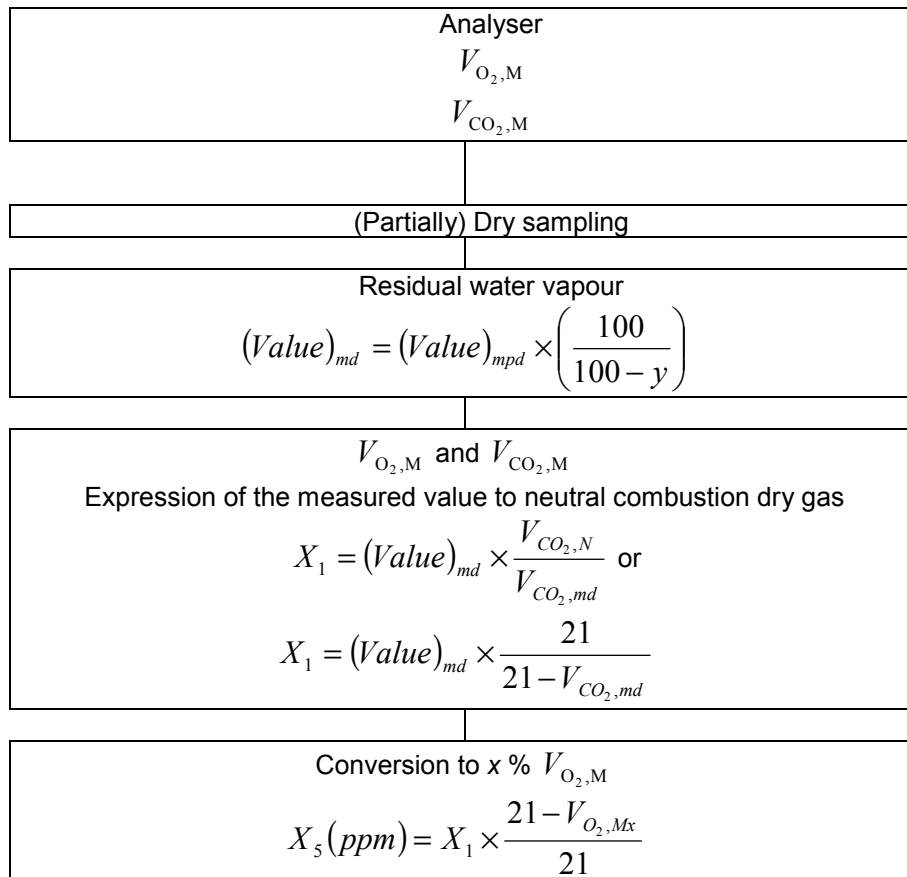 Analyser
V_{O_2,M}
V_{CO_2,M}
(Partially) Dry sampling
Residual water vapour
(Value)_{md} = (Value)_{mpd} × (100 / (100 − y))
V_{O_2,M} and V_{CO_2,M}
Expression of the measured value to neutral combustion dry gas
X_1 = (Value)_{md} × V_{CO_2,N} / V_{CO_2,md} or
X_1 = (Value)_{md} × 21 / (21 − V_{CO_2,md})
Conversion to x % V_{O_2,M}
X_5(ppm) = X_1 × (21 − V_{O_2,Mx}) / 21